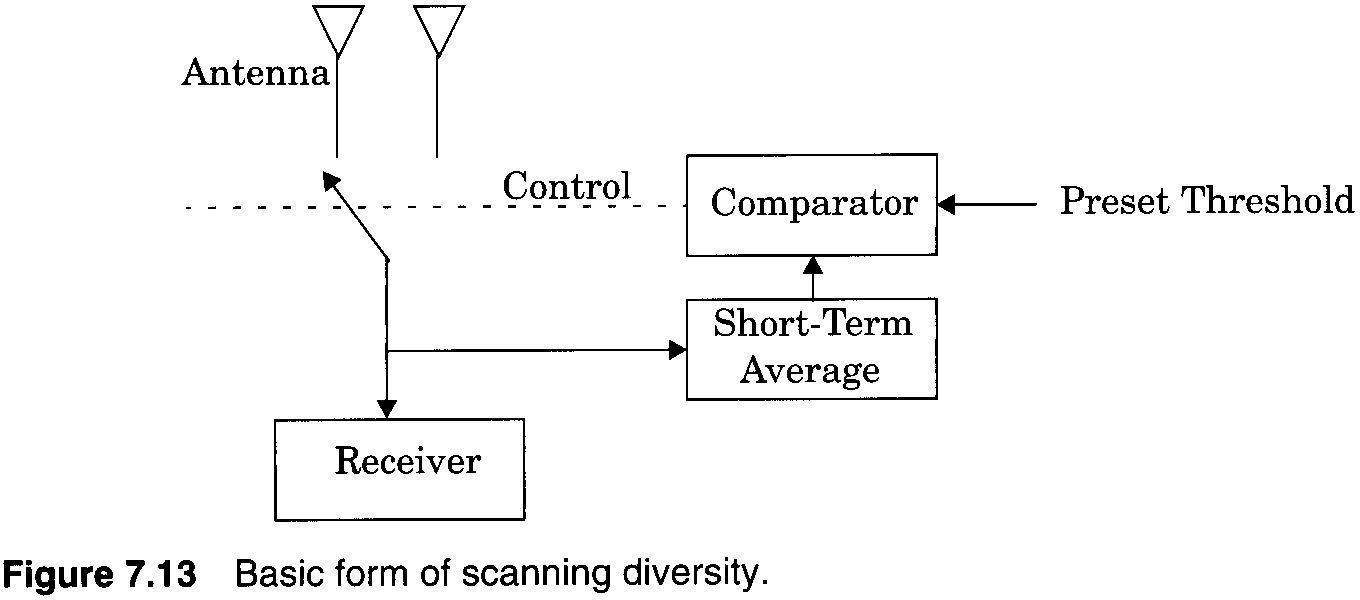 Antenna
Control
Comparator
Preset Threshold
Short-Term
Average
Receiver
Figure 7.13 Basic form of scanning diversity.